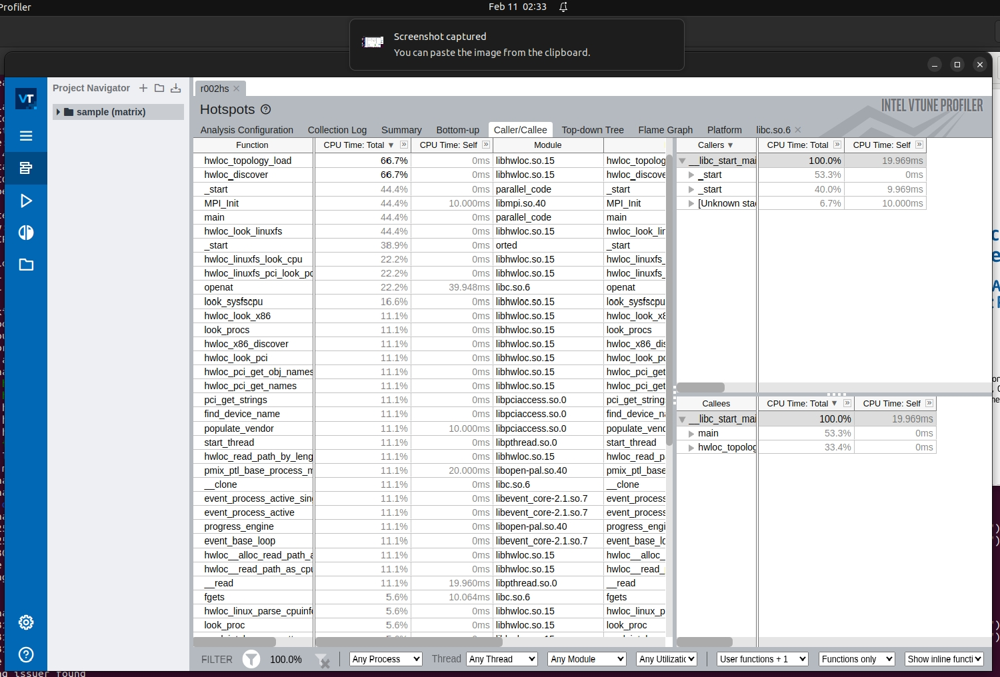 Profiler
Feb 11 02:33
Screenshot captured
You can paste the image from the clipboard.
VT
Project Navigator
sample (matrix)
r002hs
Hotspots
INTEL VTUNE PROFILER
Analysis Configuration Collection Log Summary Bottom-up Caller/Callee Top-down Tree Flame Graph Platform libc.so.6
Function CPU Time: Total CPU Time: Self Module
hwloc_topology_load 66.7% 0ms libhwloc.so.15 hwloc_topolog
hwloc_discover 66.7% 0ms libhwloc.so.15 hwloc_discove
_start 44.4% 0ms parallel_code _start
MPI_Init 44.4% 10.000ms libmpi.so.40 MPI_Init
main 44.4% 0ms parallel_code main
hwloc_look_linuxfs 44.4% 0ms libhwloc.so.15 hwloc_look_lin
_start 38.9% 0ms orted _start
hwloc_linuxfs_look_cpu 22.2% 0ms libhwloc.so.15 hwloc_linuxfs_
hwloc_linuxfs_pci_look_pc 22.2% 0ms libhwloc.so.15 hwloc_linuxfs_
openat 22.2% 39.948ms libc.so.6 openat
look_sysfscpu 16.6% 0ms libhwloc.so.15 look_sysfscpu
hwloc_look_x86 11.1% 0ms libhwloc.so.15 hwloc_look_x8
look_procs 11.1% 0ms libhwloc.so.15 look_procs
hwloc_x86_discover 11.1% 0ms libhwloc.so.15 hwloc_x86_dis
hwloc_look_pci 11.1% 0ms libhwloc.so.15 hwloc_look_pc
hwloc_pci_get_obj_names 11.1% 0ms libhwloc.so.15 hwloc_pci_get
hwloc_pci_get_names 11.1% 0ms libhwloc.so.15 hwloc_pci_get
pci_get_strings 11.1% 0ms libpciaccess.so.0 pci_get_string
find_device_name 11.1% 0ms libpciaccess.so.0 find_device_n
populate_vendor 11.1% 10.000ms libpciaccess.so.0 populate_vend
start_thread 11.1% 0ms libpthread.so.0 start_thread
hwloc_read_path_by_leng 11.1% 0ms libhwloc.so.15 hwloc_read_p
pmix_ptl_base_process_m 11.1% 20.000ms libopen-pal.so.40 pmix_ptl_base
__clone 11.1% 0ms libc.so.6 __clone
event_process_active_sing 11.1% 0ms libevent_core-2.1.so.7 event_process
event_process_active 11.1% 0ms libevent_core-2.1.so.7 event_process
progress_engine 11.1% 0ms libopen-pal.so.40 progress_engi
event_base_loop 11.1% 0ms libevent_core-2.1.so.7 event_base_lo
hwloc__alloc_read_path_a 11.1% 0ms libhwloc.so.15 hwloc__alloc_
hwloc__read_path_as_cpu 11.1% 0ms libhwloc.so.15 hwloc__read_
__read 11.1% 19.960ms libpthread.so.0 __read
fgets 5.6% 10.064ms libc.so.6 fgets
hwloc_linux_parse_cpuinfo 5.6% 0ms libhwloc.so.15 hwloc_linux_p
look_proc 5.6% 0ms libhwloc.so.15 look_proc
Callers CPU Time: Total CPU Time: Self
__libc_start_mai 100.0% 19.969ms
_start 53.3% 0ms
_start 40.0% 9.969ms
[Unknown stac 6.7% 10.000ms
Callees CPU Time: Total CPU Time: Self
__libc_start_mai 100.0% 19.969ms
main 53.3% 0ms
hwloc_topolog 33.4% 0ms
FILTER 100.0% Any Process Thread Any Thread Any Module Any Utilizatic User functions + 1 Functions only Show inline functi
issuer found